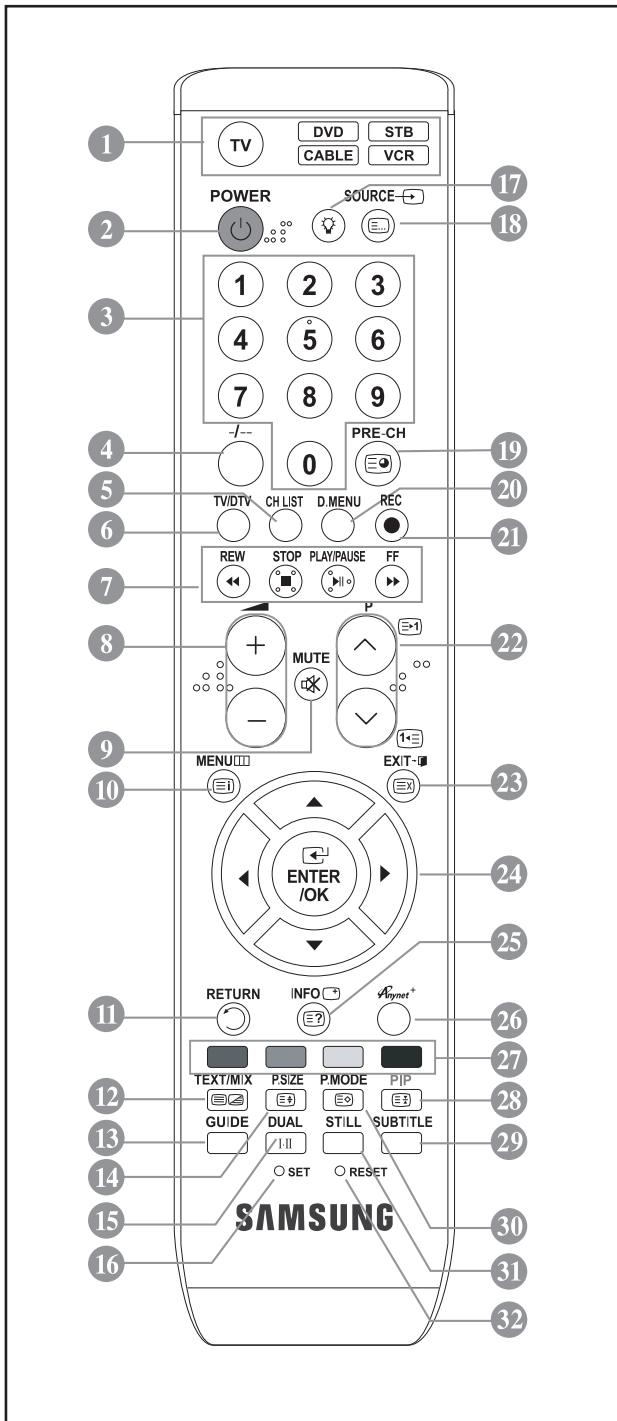 1 TV DVD STB
CABLE VCR
17
POWER SOURCE
2 18
1 2 3
3 4 5 6
7 8 9
-/-- PRE-CH
4 0 19
5 20
TV/DTV CH LIST D.MENU REC
6 21
REW STOP PLAY/PAUSE FF
7
P
8 + 1 22
MUTE
9 − 1
MENU EXIT
10 i X 23
ENTER
/OK
24
25
RETURN INFO Anynet+
11 ? 26
27
TEXT/MIX P.SIZE P.MODE PIP
12 28
GUIDE DUAL STILL SUBTITLE
13 I-II 29
14 SET RESET
15 SAMSUNG 30
16 31
32